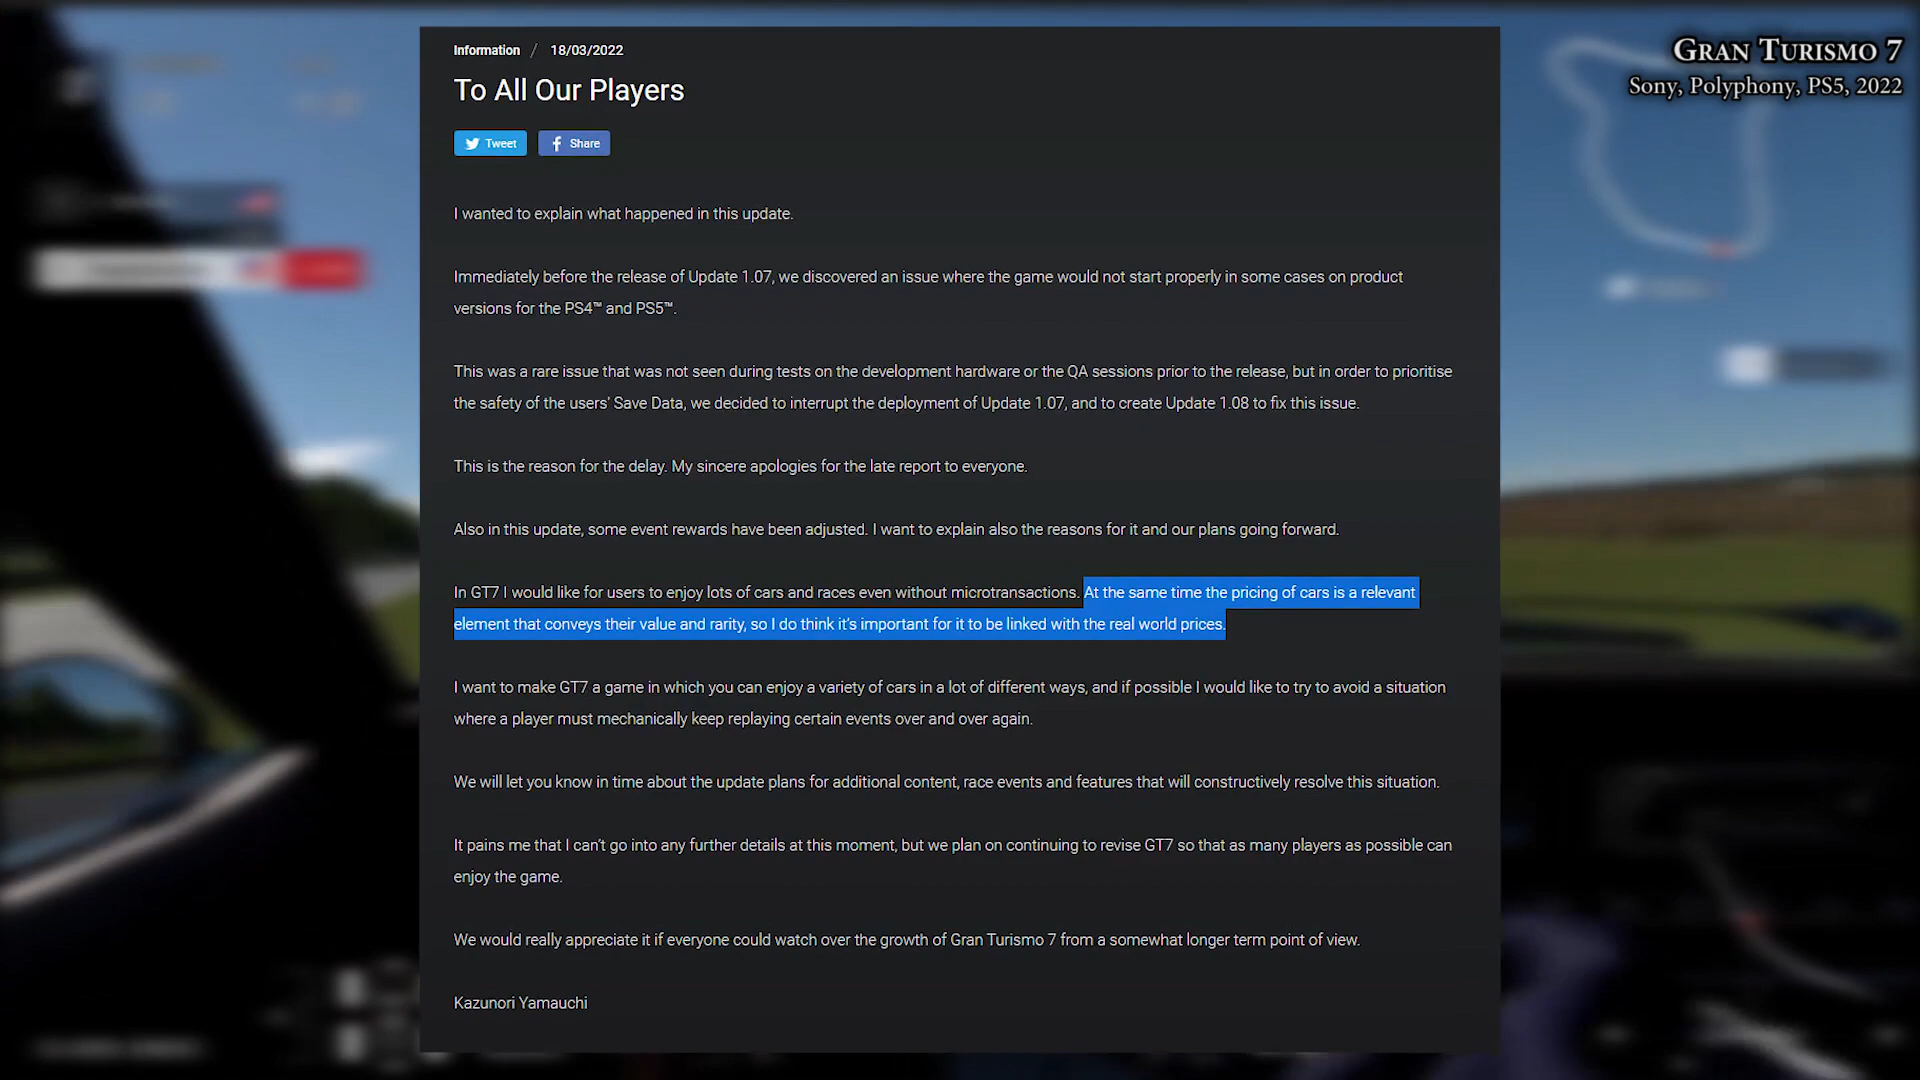 Information / 18/03/2022
To All Our Players
Tweet Share
GRAN TURISMO 7
Sony, Polyphony, PS5, 2022
I wanted to explain what happened in this update.
Immediately before the release of Update 1.07, we discovered an issue where the game would not start properly in some cases on product
versions for the PS4™ and PS5™.
This was a rare issue that was not seen during tests on the development hardware or the QA sessions prior to the release, but in order to prioritise
the safety of the users' Save Data, we decided to interrupt the deployment of Update 1.07, and to create Update 1.08 to fix this issue.
This is the reason for the delay. My sincere apologies for the late report to everyone.
Also in this update, some event rewards have been adjusted. I want to explain also the reasons for it and our plans going forward.
In GT7 I would like for users to enjoy lots of cars and races even without microtransactions. At the same time the pricing of cars is a relevant
element that conveys their value and rarity, so I do think it's important for it to be linked with the real world prices.
I want to make GT7 a game in which you can enjoy a variety of cars in a lot of different ways, and if possible I would like to try to avoid a situation
where a player must mechanically keep replaying certain events over and over again.
We will let you know in time about the update plans for additional content, race events and features that will constructively resolve this situation.
It pains me that I can't go into any further details at this moment, but we plan on continuing to revise GT7 so that as many players as possible can
enjoy the game.
We would really appreciate it if everyone could watch over the growth of Gran Turismo 7 from a somewhat longer term point of view.
Kazunori Yamauchi